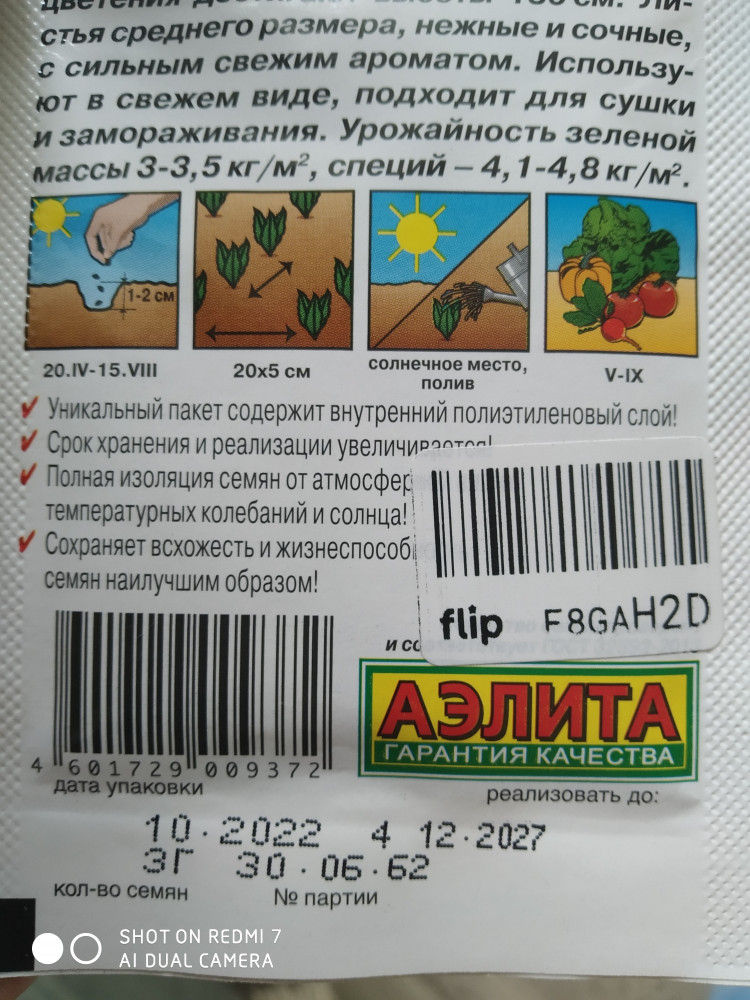 стья среднего размера, нежные и сочные,
с сильным свежим ароматом. Использу-
ют в свежем виде, подходит для сушки
и замораживания. Урожайность зеленой
массы 3-3,5 кг/м², специй – 4,1-4,8 кг/м².
1-2 см
20.IV-15.VIII
20х5 см
солнечное место,
полив
V-IX
Уникальный пакет содержит внутренний полиэтиленовый слой!
Срок хранения и реализации увеличивается!
Полная изоляция семян от атмосфер
температурных колебаний и солнца!
Сохраняет всхожесть и жизнеспособ
семян наилучшим образом!
flip F8GAH2D
АЭЛИТА
ГАРАНТИЯ КАЧЕСТВА
4 601729 009372
дата упаковки
реализовать до:
10.2022 4 12.2027
3Г 30.06.62
кол-во семян
№ партии
SHOT ON REDMI 7
AI DUAL CAMERA